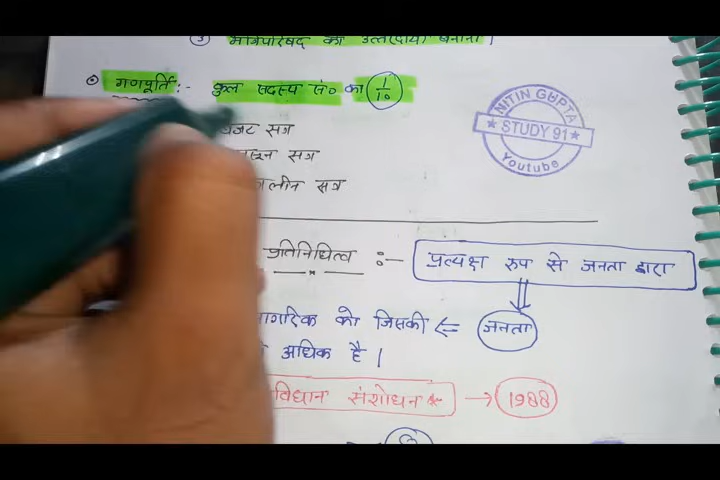 ③ मंत्रिपरिषद को उत्तरदायी बनाना।
⊙ गणपूर्ति :- कुल सदस्य सं० का 1/10
बजट सत्र
सत्र
सत्र
NITIN GUPTA
★ STUDY 91 ★
Youtube
प्रतिनिधित्व :— प्रत्यक्ष रुप से जनता द्वारा
को जिसकी ⇐ जनता
अधिक है।
संशोधन → 1988